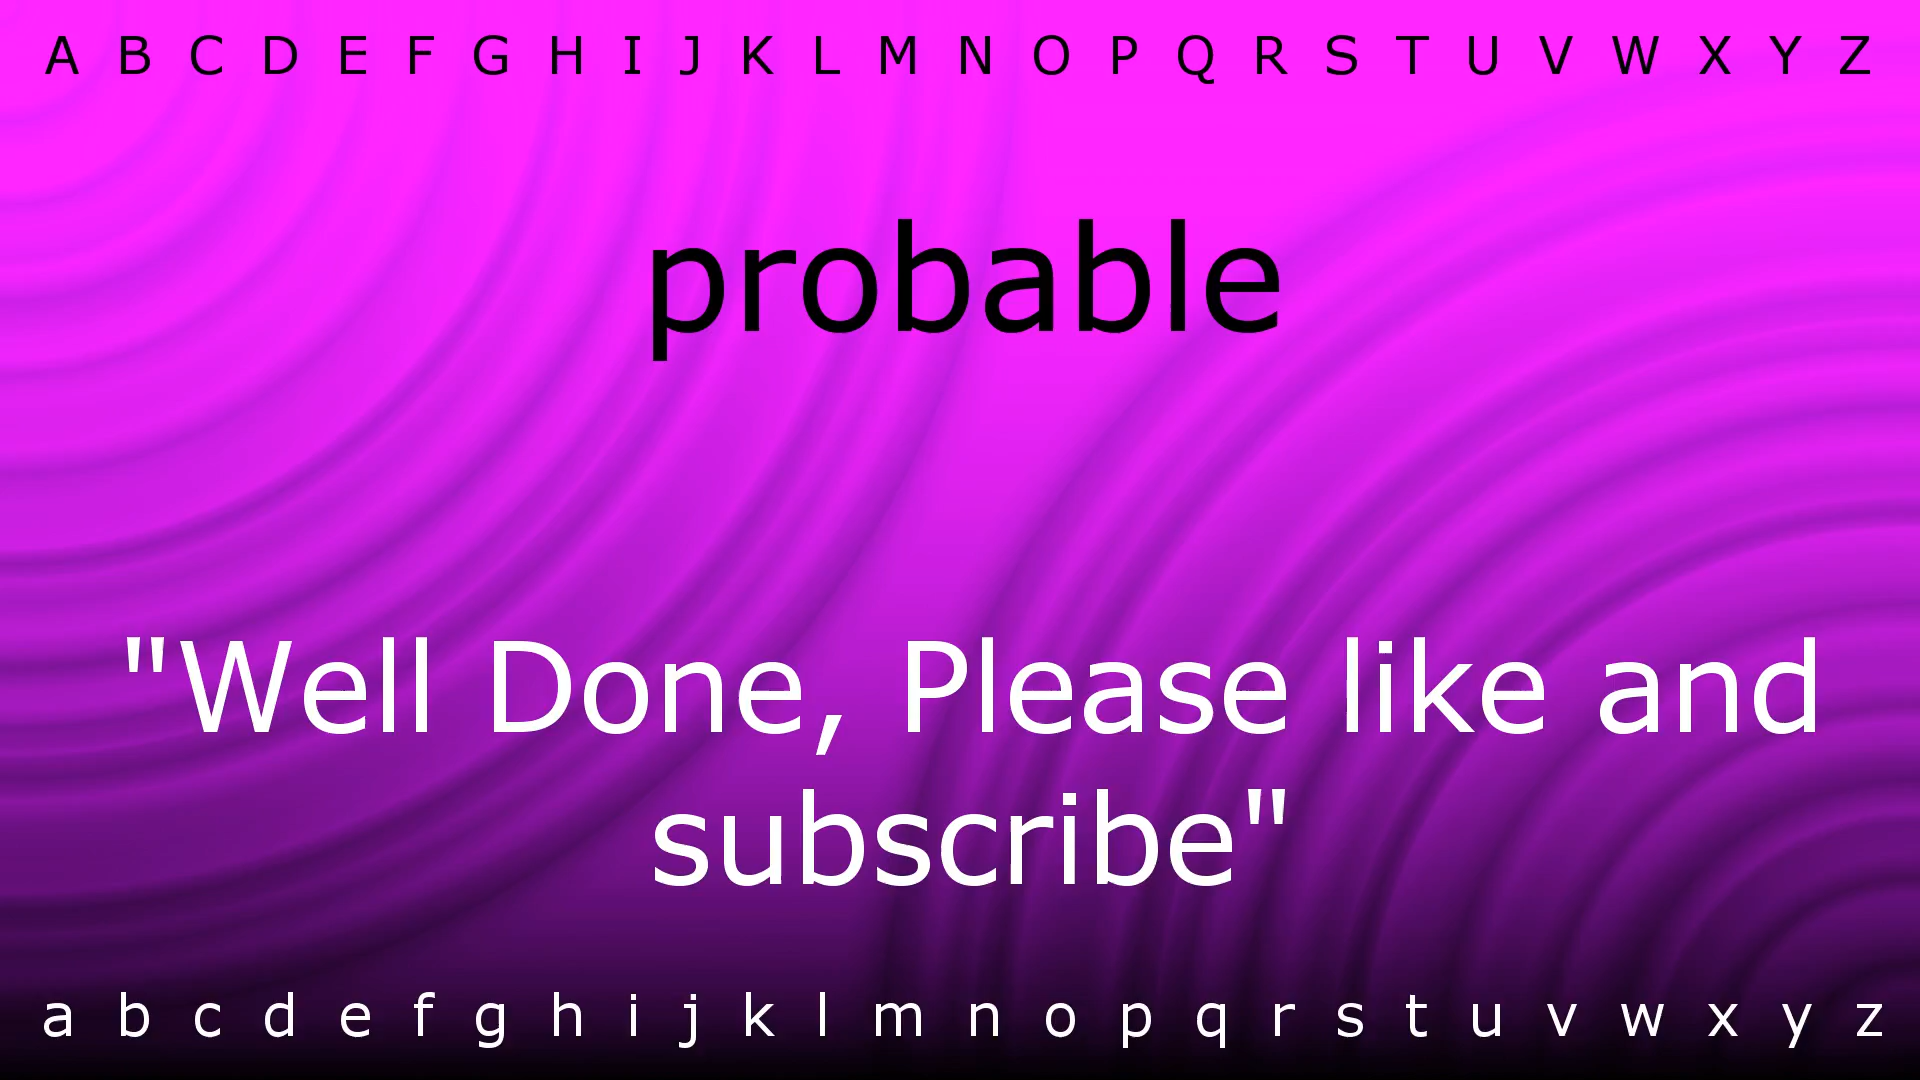 A B C D E F G H I J K L M N O P Q R S T U V W X Y Z
probable
"Well Done, Please like and
subscribe"
a b c d e f g h i j k l m n o p q r s t u v w x y z